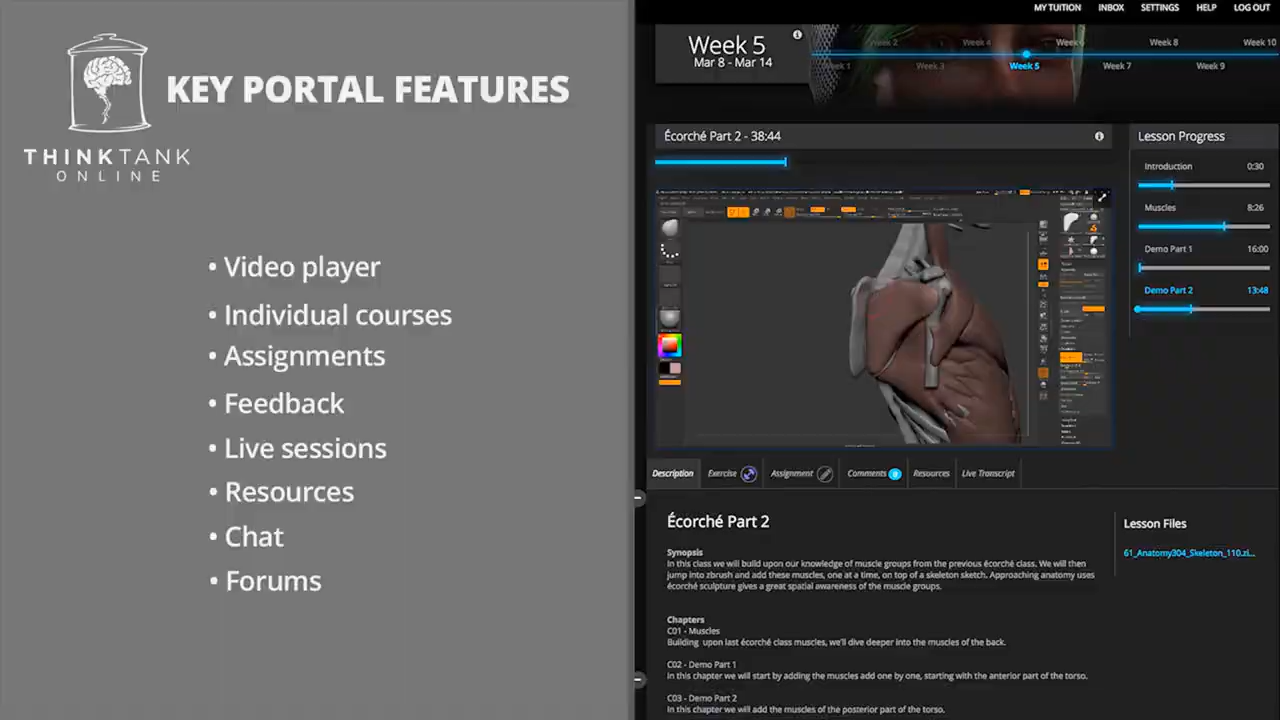 KEY PORTAL FEATURES
THINKTANK
ONLINE
• Video player
• Individual courses
• Assignments
• Feedback
• Live sessions
• Resources
• Chat
• Forums
MY TUITION INBOX SETTINGS HELP LOG OUT
Week 5
Mar 8 - Mar 14
Week 2 Week 4 Week 6 Week 8 Week 10
Week 1 Week 3 Week 5 Week 7 Week 9
Écorché Part 2 - 38:44
Lesson Progress
Introduction 0:30
Muscles 8:26
Demo Part 1 16:00
Demo Part 2 13:48
Description Exercise Assignment Comments Resources Live Transcript
Écorché Part 2
Synopsis
In this class we will build upon our knowledge of muscle groups from the previous écorché class. We will then
jump into zbrush and add these muscles, one at a time, on top of a skeleton sketch. Approaching anatomy uses
écorché sculpture gives a great spatial awareness of the muscle groups.
Chapters
C01 - Muscles
Building upon last écorché class muscles, we'll dive deeper into the muscles of the back.
C02 - Demo Part 1
In this chapter we will start by adding the muscles add one by one, starting with the anterior part of the torso.
C03 - Demo Part 2
In this chapter we will add the muscles of the posterior part of the torso.
Lesson Files
61_Anatomy304_Skeleton_110.zi...